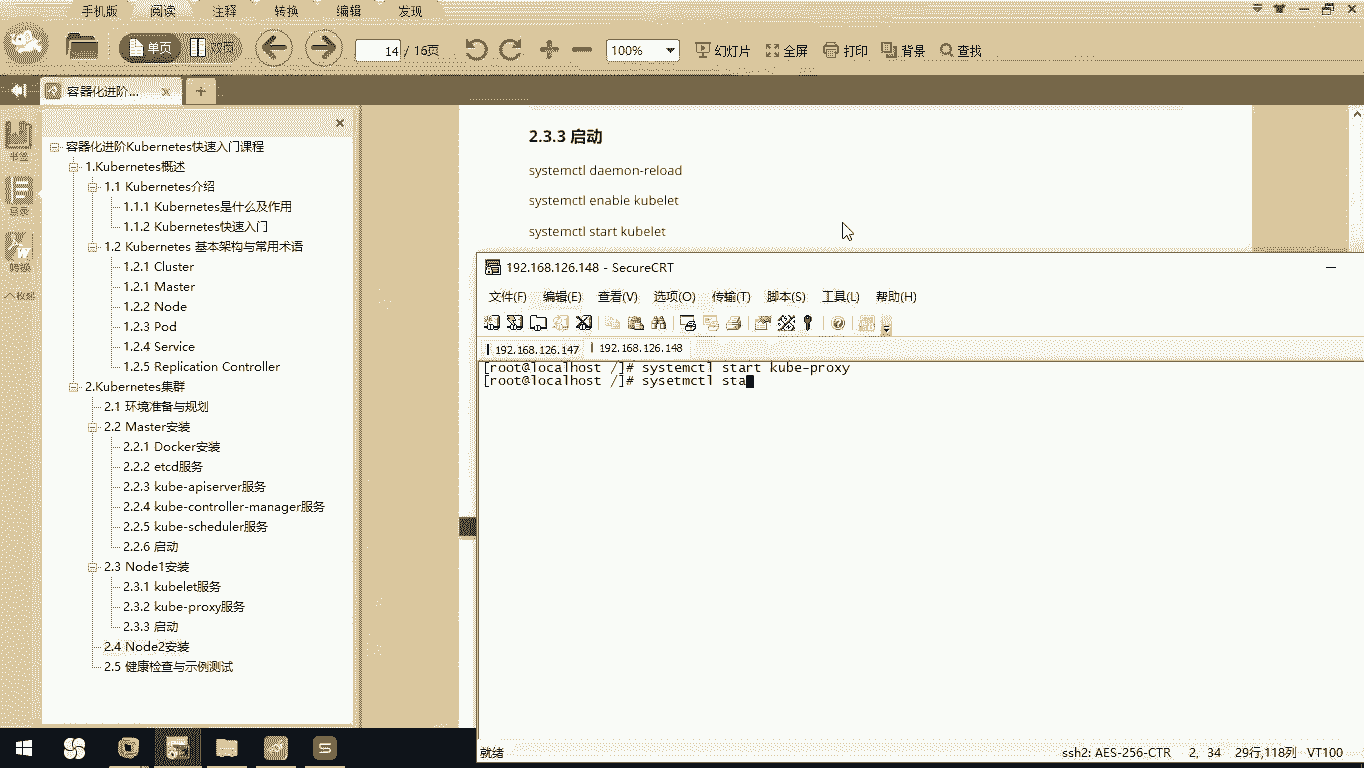 手机版 阅读 注释 转换 编辑 发现
单页 双页 14 / 16页 100% 幻灯片 全屏 打印 背景 查找
容器化进阶...
书签
目录
转换
收起
容器化进阶Kubernetes快速入门课程
1.Kubernetes概述
1.1 Kubernetes介绍
1.1.1 Kubernetes是什么及作用
1.1.2 Kubernetes快速入门
1.2 Kubernetes 基本架构与常用术语
1.2.1 Cluster
1.2.1 Master
1.2.2 Node
1.2.3 Pod
1.2.4 Service
1.2.5 Replication Controller
2.Kubernetes集群
2.1 环境准备与规划
2.2 Master安装
2.2.1 Docker安装
2.2.2 etcd服务
2.2.3 kube-apiserver服务
2.2.4 kube-controller-manager服务
2.2.5 kube-scheduler服务
2.2.6 启动
2.3 Node1安装
2.3.1 kubelet服务
2.3.2 kube-proxy服务
2.3.3 启动
2.4 Node2安装
2.5 健康检查与示例测试
2.3.3 启动
systemctl daemon-reload
systemctl enable kubelet
systemctl start kubelet
192.168.126.148 - SecureCRT
文件(F) 编辑(E) 查看(V) 选项(O) 传输(T) 脚本(S) 工具(L) 帮助(H)
192.168.126.147 192.168.126.148
[root@localhost /]# systemctl start kube-proxy
[root@localhost /]# sysetmctl sta
就绪 ssh2: AES-256-CTR 2, 34 29行,118列 VT100